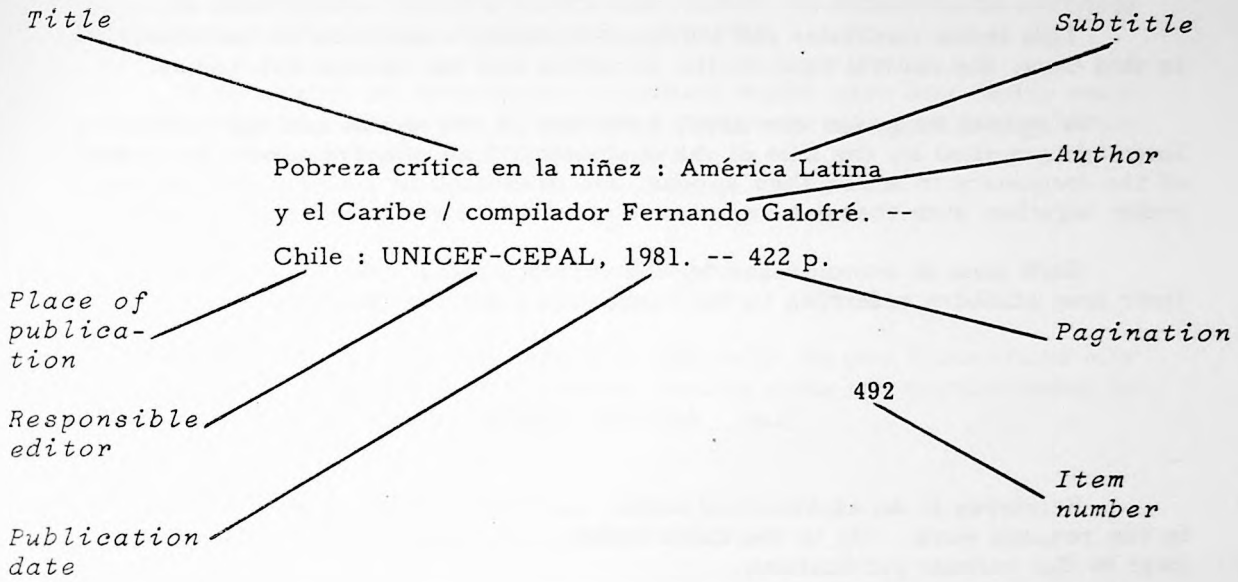 Title
Subtitle
Pobreza crítica en la niñez : América Latina
Author
y el Caribe / compilador Fernando Galofré. --
Chile : UNICEF-CEPAL, 1981. -- 422 p.
Place of
publica-
tion
Pagination
492
Responsible
editor
Item
number
Publication
date